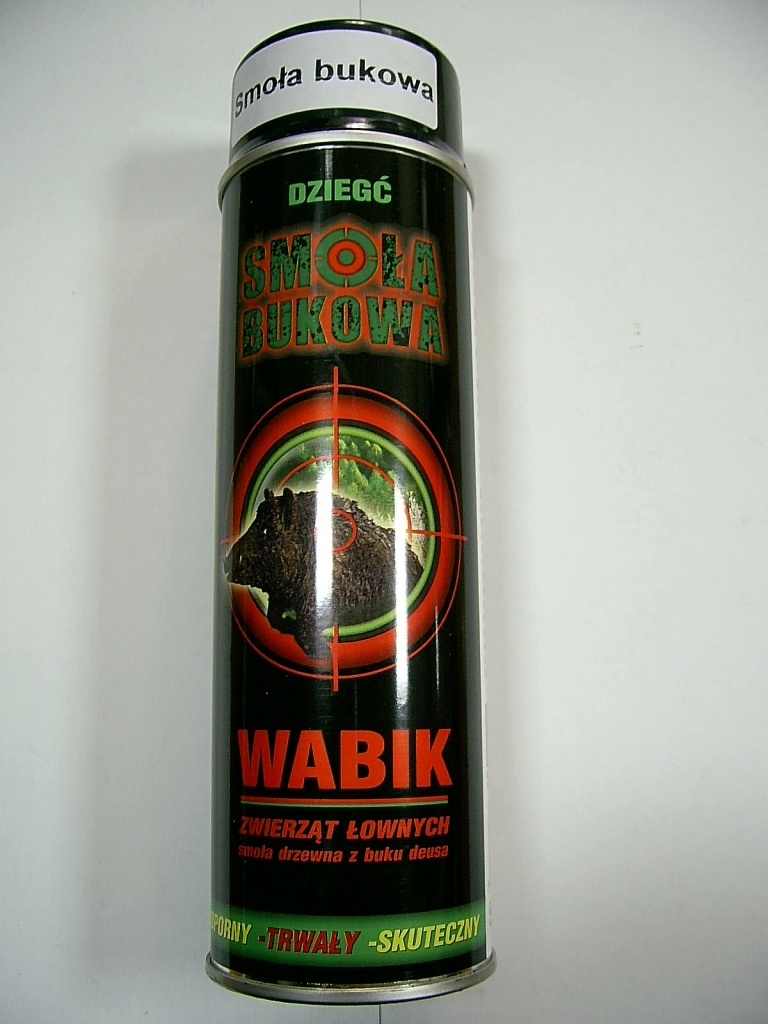 Smoła bukowa
DZIEGĆ
SMOŁA
BUKOWA
WABIK
ZWIERZĄT ŁOWNYCH
smoła drzewna z buku deusa
-TRWAŁY -SKUTECZNY